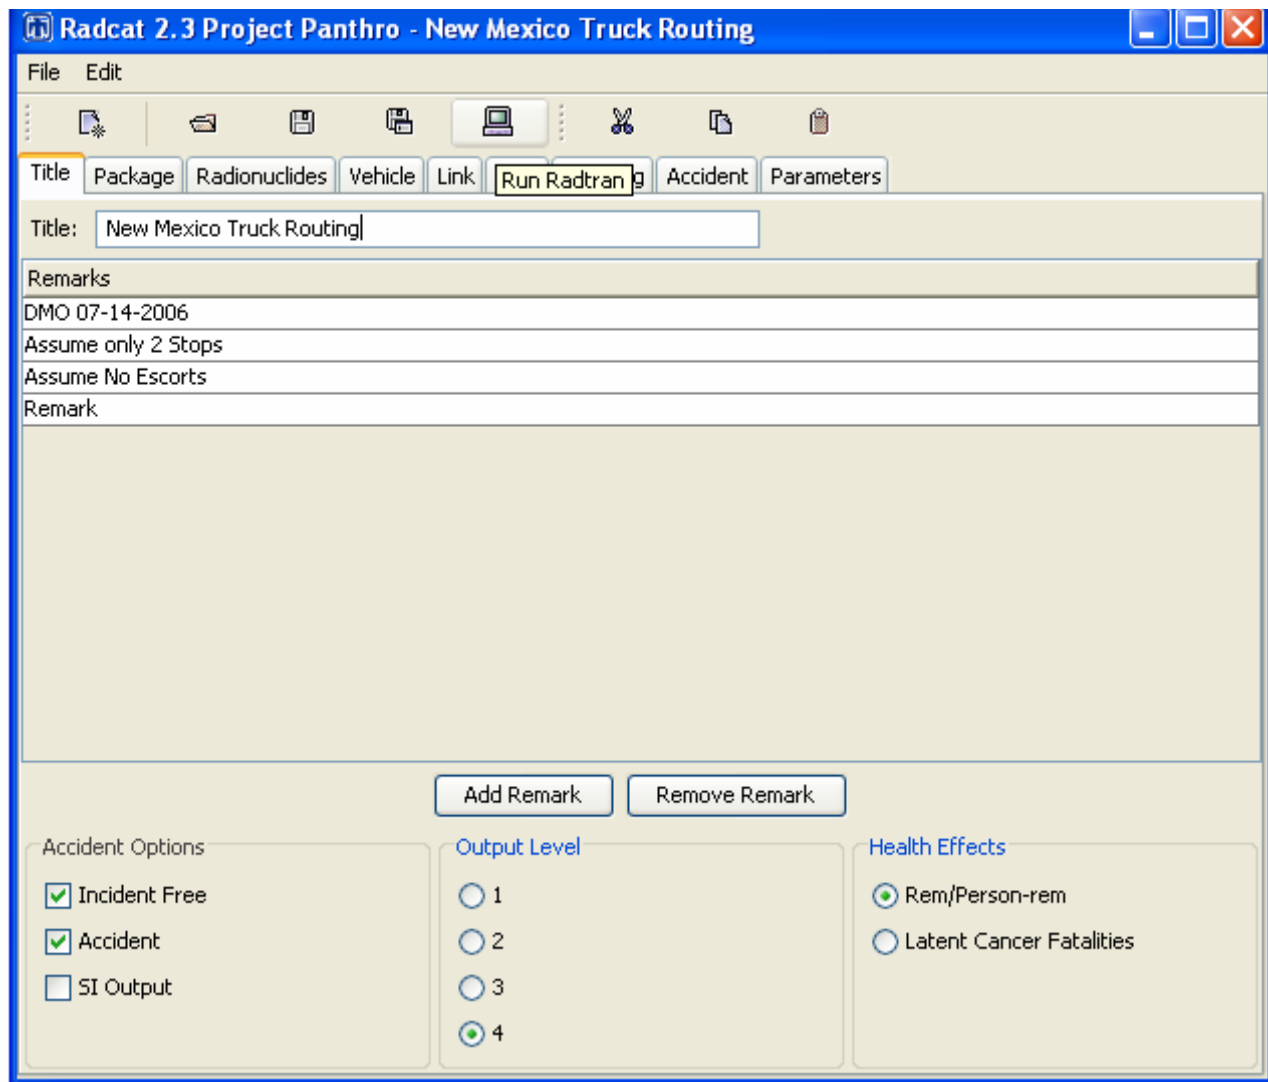 Radcat 2.3 Project Panthro - New Mexico Truck Routing
File Edit
Title Package Radionuclides Vehicle Link Run Radtran g Accident Parameters
Title: New Mexico Truck Routing
Remarks
DMO 07-14-2006
Assume only 2 Stops
Assume No Escorts
Remark
Add Remark Remove Remark
Accident Options Output Level Health Effects
Incident Free 1 Rem/Person-rem
Accident 2 Latent Cancer Fatalities
SI Output 3
4